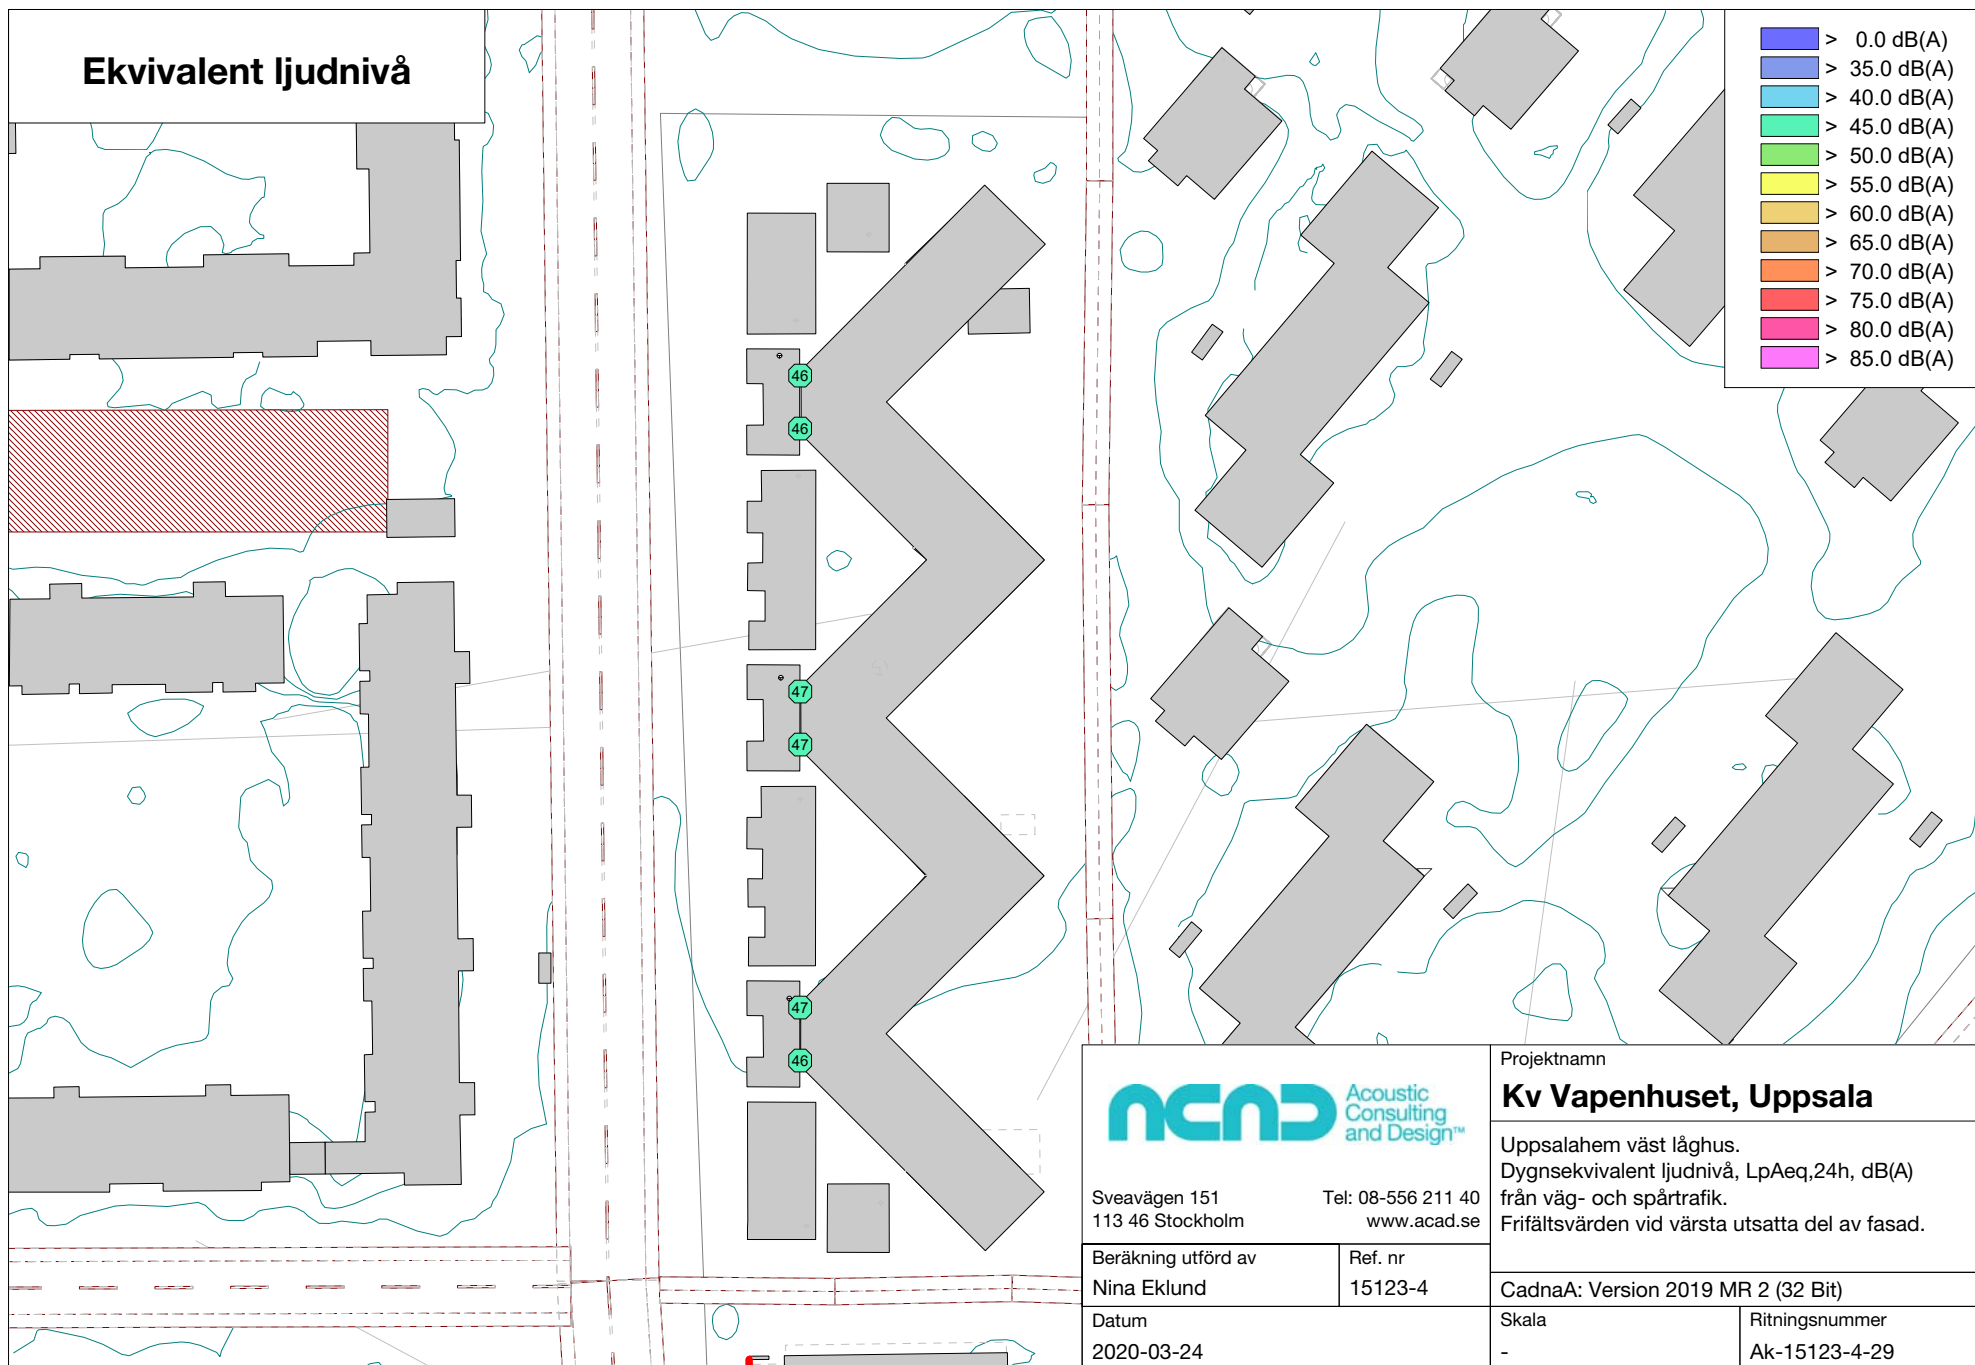 Ekvivalent ljudnivå
> 0.0 dB(A)
> 35.0 dB(A)
> 40.0 dB(A)
> 45.0 dB(A)
> 50.0 dB(A)
> 55.0 dB(A)
> 60.0 dB(A)
> 65.0 dB(A)
> 70.0 dB(A)
> 75.0 dB(A)
> 80.0 dB(A)
> 85.0 dB(A)
46
46
47
47
47
46
ACAD
Acoustic
Consulting
and Design™
Sveavägen 151
113 46 Stockholm
Tel: 08-556 211 40
www.acad.se
Beräkning utförd av
Nina Eklund
Ref. nr
15123-4
Datum
2020-03-24
Projektnamn
Kv Vapenhuset, Uppsala
Uppsalahem väst låghus.
Dygnsekvivalent ljudnivå, LpAeq,24h, dB(A)
från väg- och spårtrafik.
Frifältsvärden vid värsta utsatta del av fasad.
CadnaA: Version 2019 MR 2 (32 Bit)
Skala
-
Ritningsnummer
Ak-15123-4-29